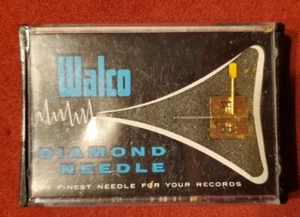 Walco
DIAMOND
NEEDLE
FINEST NEEDLE FOR YOUR RECORDS